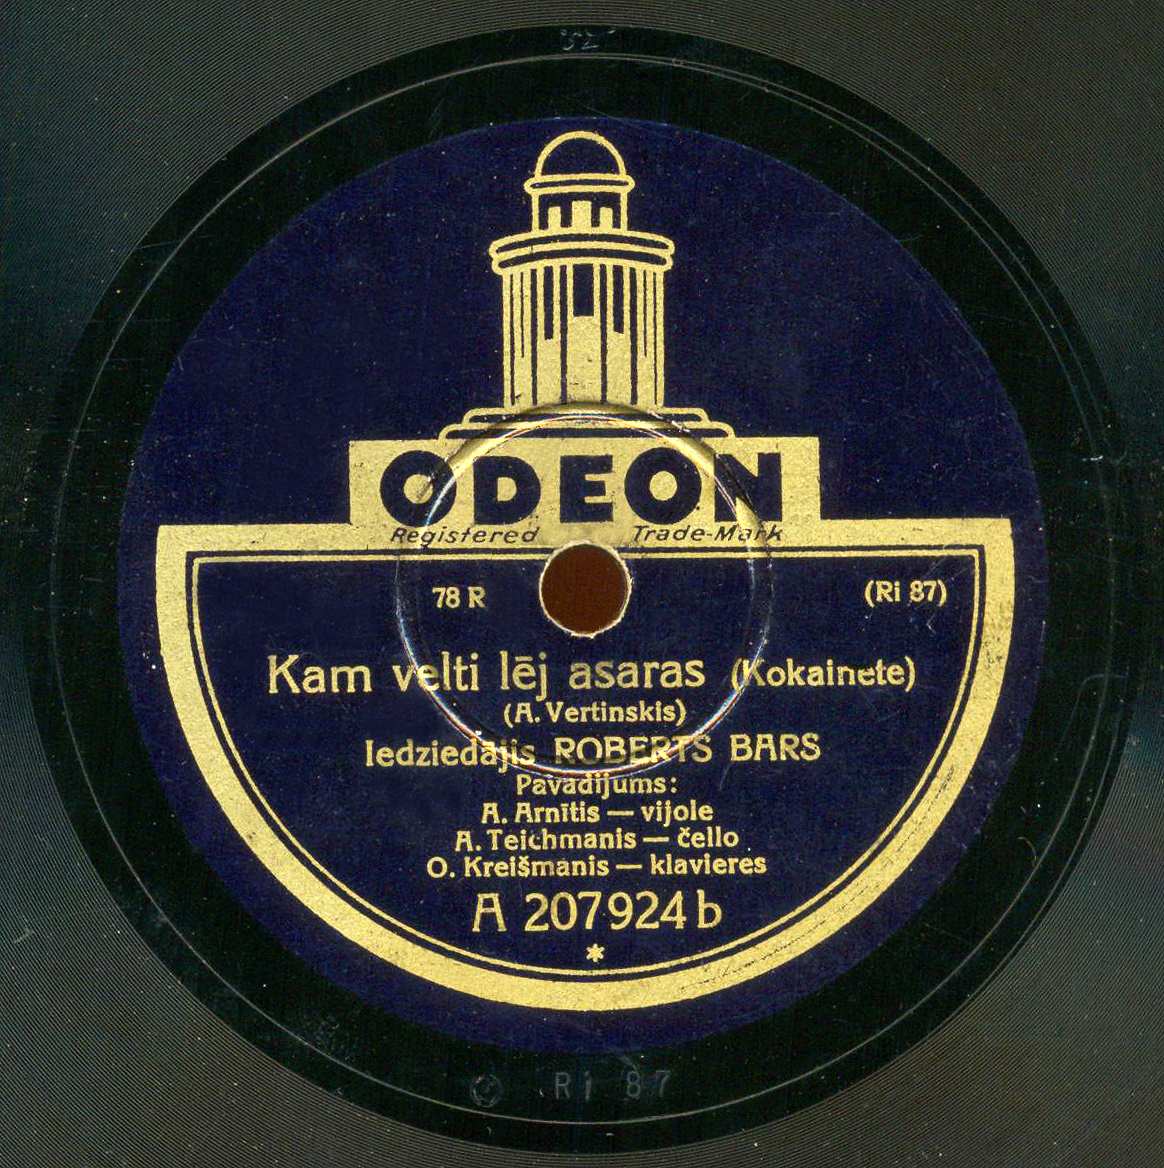 ODEON
Registered Trade-Mark
78 R (Ri 87)
Kam velti lēj asaras (Kokainete)
(A. Vertinskis)
Iedziedājis ROBERTS BARS
Pavadijums:
A. Arnītis — vijole
A. Teichmanis — čello
O. Kreišmanis — klavieres
A 207924 b
*
Ri 87